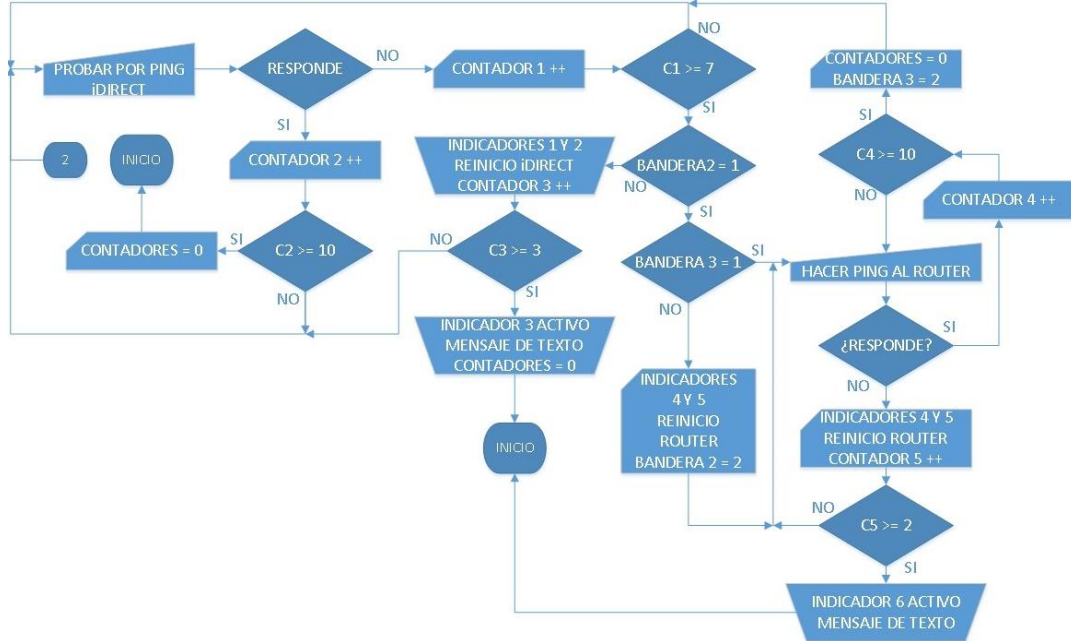 NO
NO
PROBAR POR PING
iDIRECT
RESPONDE
CONTADOR 1 ++
C1 >= 7
CONTADORES = 0
BANDERA 3 = 2
SI
SI
SI
2
INICIO
CONTADOR 2 ++
INDICADORES 1 Y 2
REINICIO iDIRECT
CONTADOR 3 ++
BANDERA2 = 1
C4 >= 10
NO
NO
CONTADOR 4 ++
SI
CONTADORES = 0
SI
C2 >= 10
NO
C3 >= 3
BANDERA 3 = 1
SI
HACER PING AL ROUTER
NO
SI
NO
SI
INDICADOR 3 ACTIVO
MENSAJE DE TEXTO
CONTADORES = 0
¿RESPONDE?
NO
INDICADORES
4 Y 5
REINICIO
ROUTER
BANDERA 2 = 2
INDICADORES 4 Y 5
REINICIO ROUTER
CONTADOR 5 ++
INICIO
NO
C5 >= 2
SI
INDICADOR 6 ACTIVO
MENSAJE DE TEXTO